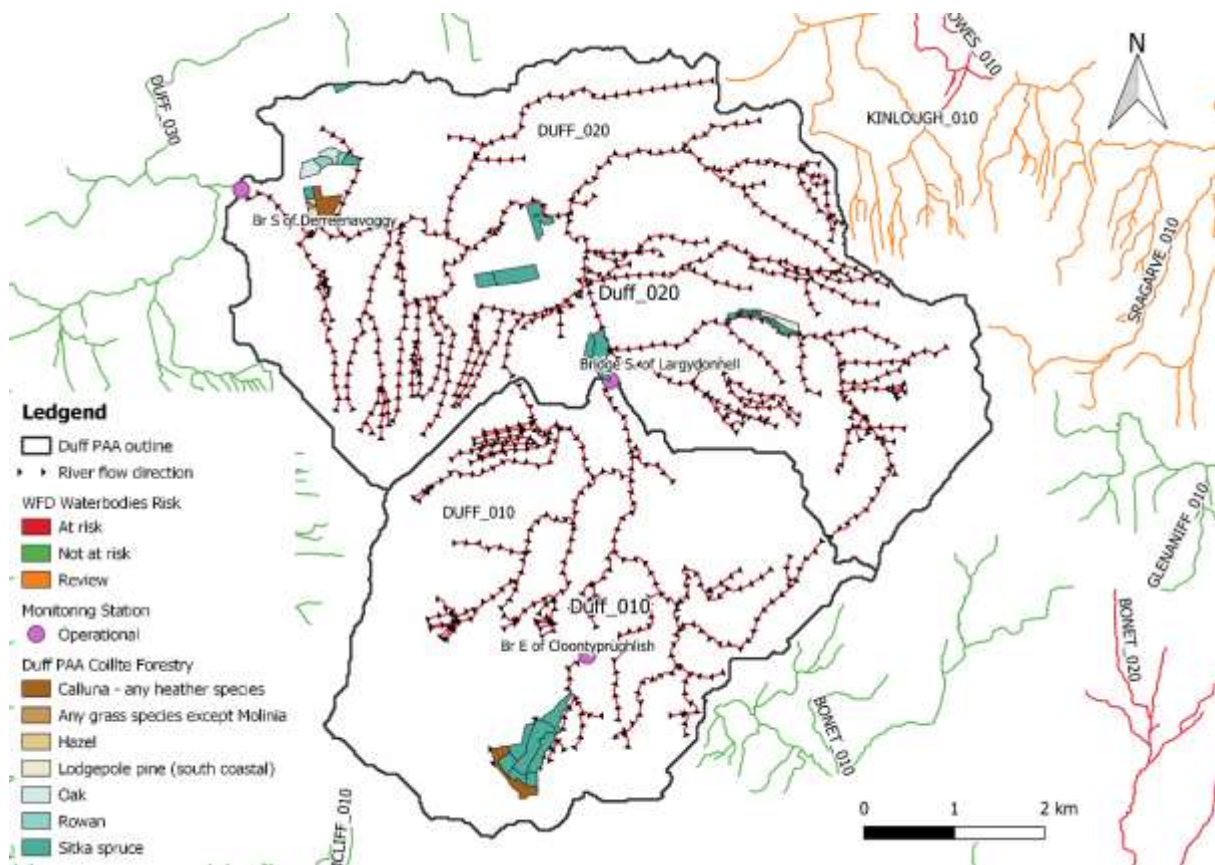 N
OWES_010
KINLOUGH_010
DUFF_030
DUFF_020
Br S of Derreenavoggy
SRAGARVE_010
Duff_020
Bridge S. of Largydonnell
Ledgend
Duff PAA outline
River flow direction
WFD Waterbodies Risk
At risk
Not at risk
Review
Monitoring Station
Operational
Duff PAA Coillte Forestry
Calluna - any heather species
Any grass species except Molinia
Hazel
Lodgepole pine (south coastal)
Oak
Rowan
Sitka spruce
DUFF_010
GLENANIFF_010
Duff_010
Br E of Cloontyprughlish
BONET_020
BONET_010
CLIFF_010
0 1 2 km